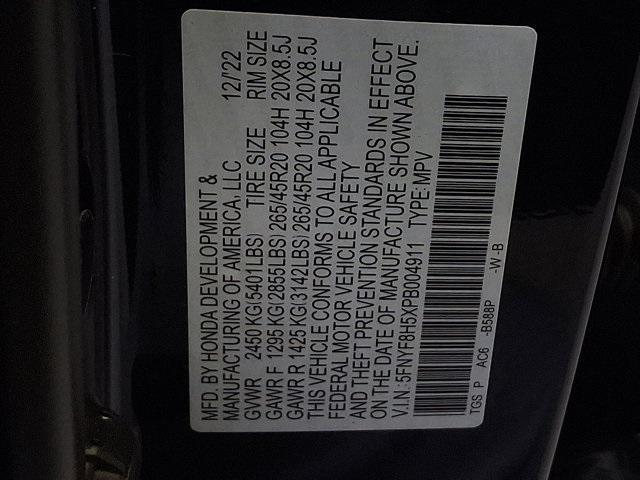 MFD. BY HONDA DEVELOPMENT &
MANUFACTURING OF AMERICA, LLC 12/'22
GVWR 2450 KG(5401LBS) TIRE SIZE RIM SIZE
GAWR F 1295 KG(2855LBS) 265/45R20 104H 20X8.5J
GAWR R 1425 KG(3142LBS) 265/45R20 104H 20X8.5J
THIS VEHICLE CONFORMS TO ALL APPLICABLE
FEDERAL MOTOR VEHICLE SAFETY
AND THEFT PREVENTION STANDARDS IN EFFECT
ON THE DATE OF MANUFACTURE SHOWN ABOVE.
V.I.N.: 5FNYF8H5XPB004911 TYPE: MPV
TGS P AC6 -B588P -W-B